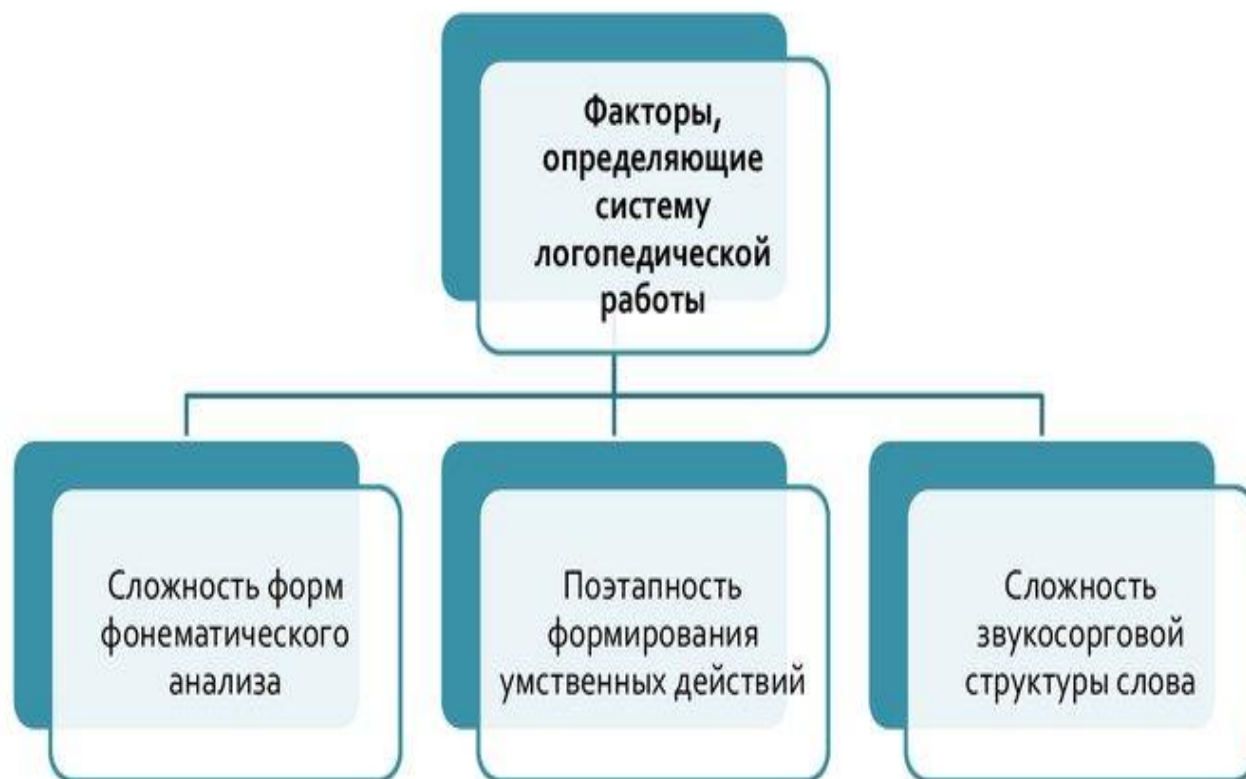 Факторы,
определяющие
систему
логопедической
работы
Сложность форм
фонематического
анализа
Поэтапность
формирования
умственных действий
Сложность
звукосорговой
структуры слова